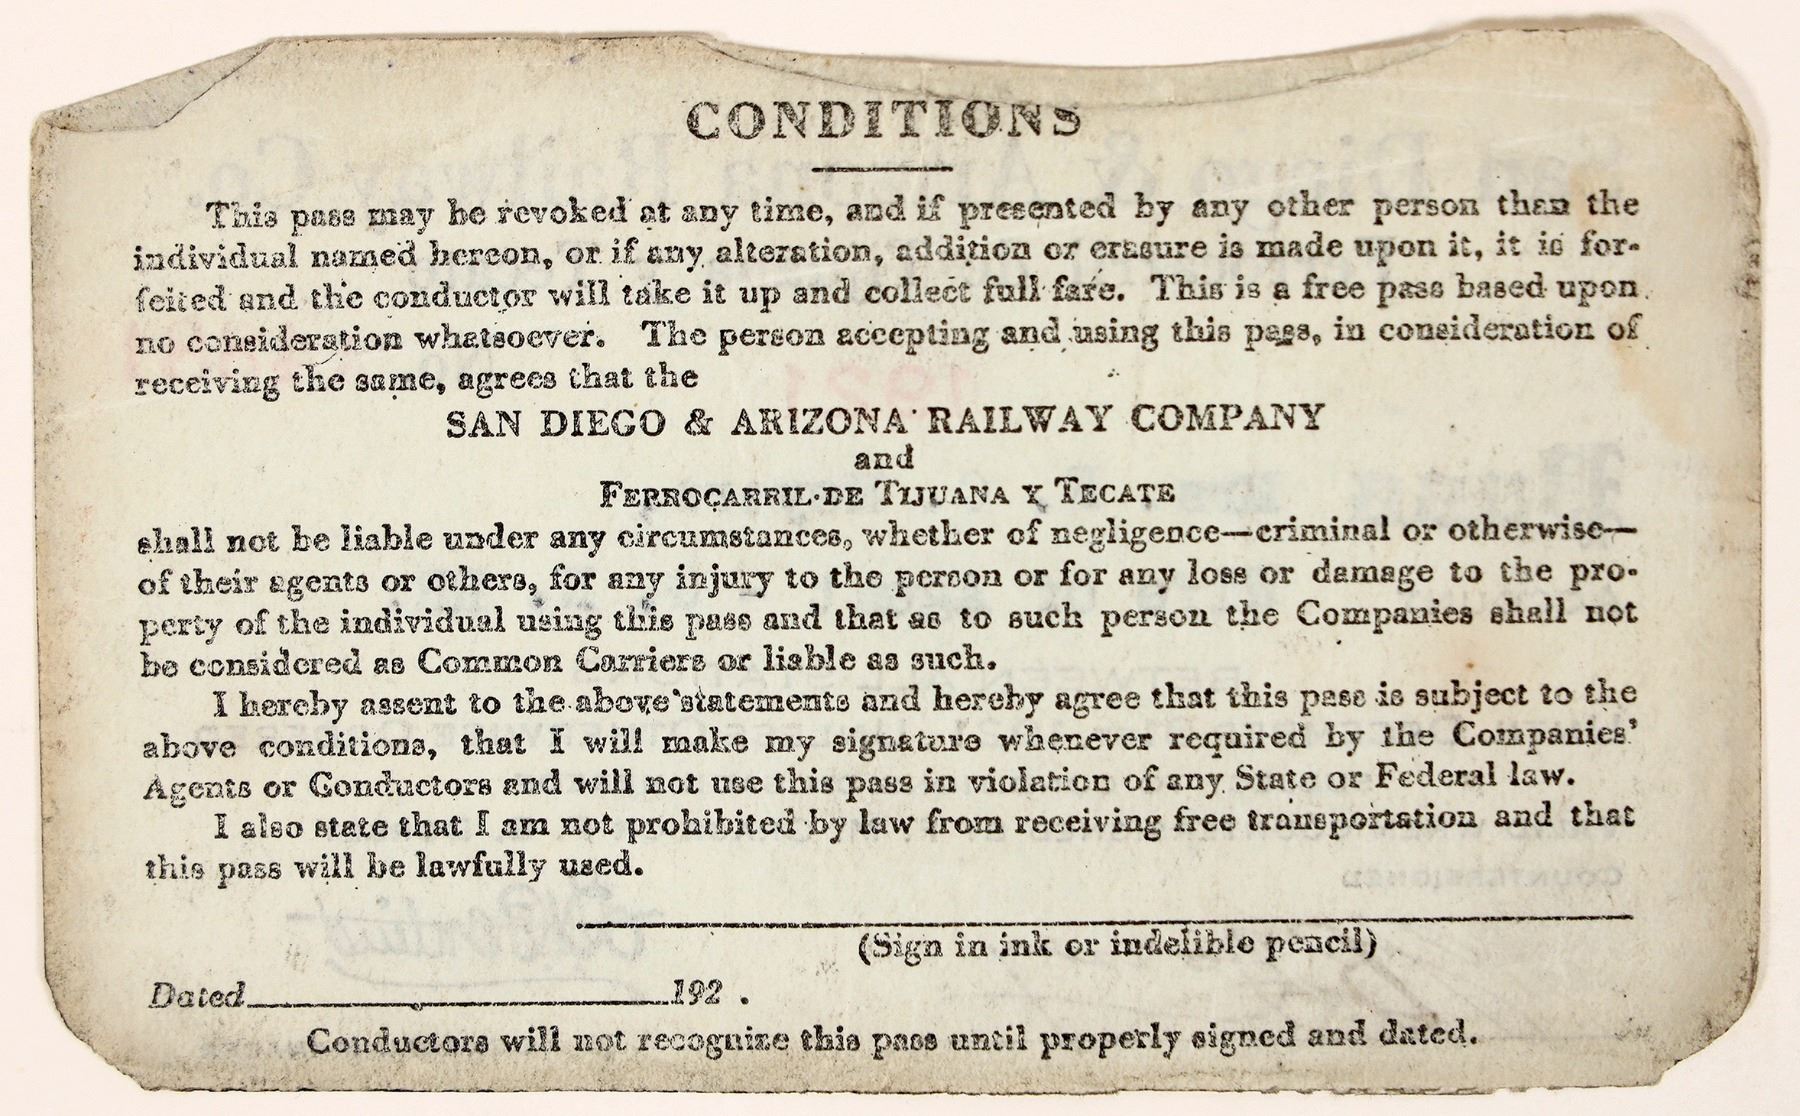 CONDITIONS
This pass may be revoked at any time, and if presented by any other person than the
individual named hereon, or if any alteration, addition or erasure is made upon it, it is for-
feited and the conductor will take it up and collect full fare. This is a free pass based upon
no consideration whatsoever. The person accepting and using this pass, in consideration of
receiving the same, agrees that the
SAN DIEGO & ARIZONA RAILWAY COMPANY
and
FERROCARRIL DE TIJUANA Y TECATE
shall not be liable under any circumstances, whether of negligence—criminal or otherwise—
of their agents or others, for any injury to the person or for any loss or damage to the pro-
perty of the individual using this pass and that as to such person the Companies shall not
be considered as Common Carriers or liable as such.
I hereby assent to the above statements and hereby agree that this pass is subject to the
above conditions, that I will make my signature whenever required by the Companies'
Agents or Conductors and will not use this pass in violation of any State or Federal law.
I also state that I am not prohibited by law from receiving free transportation and that
this pass will be lawfully used.
(Sign in ink or indelible pencil)
Dated 192 .
Conductors will not recognize this pass until properly signed and dated.